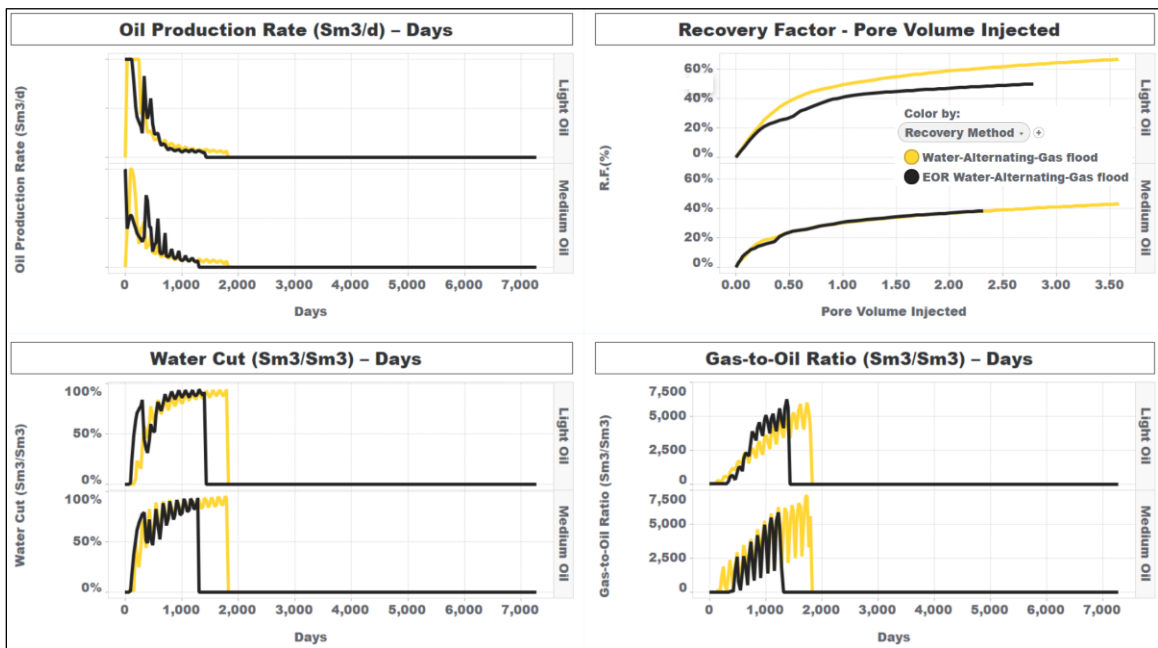 Oil Production Rate (Sm3/d) – Days
Oil Production Rate (Sm3/d)
Light Oil
Oil Production Rate (Sm3/d)
Medium Oil
0 1,000 2,000 3,000 4,000 5,000 6,000 7,000
Days
Recovery Factor - Pore Volume Injected
R.F.(%)
60%
40%
20%
0%
Light Oil
Color by:
Recovery Method
Water-Alternating-Gas flood
EOR Water-Alternating-Gas flood
60%
40%
20%
0%
Medium Oil
0.00 0.50 1.00 1.50 2.00 2.50 3.00 3.50
Pore Volume Injected
Water Cut (Sm3/Sm3) – Days
Water Cut (Sm3/Sm3)
100%
50%
0%
Light Oil
Water Cut (Sm3/Sm3)
100%
50%
0%
Medium Oil
0 1,000 2,000 3,000 4,000 5,000 6,000 7,000
Days
Gas-to-Oil Ratio (Sm3/Sm3) – Days
Gas-to-Oil Ratio (Sm3/Sm3)
7,500
5,000
2,500
0
Light Oil
7,500
5,000
2,500
0
Medium Oil
0 1,000 2,000 3,000 4,000 5,000 6,000 7,000
Days